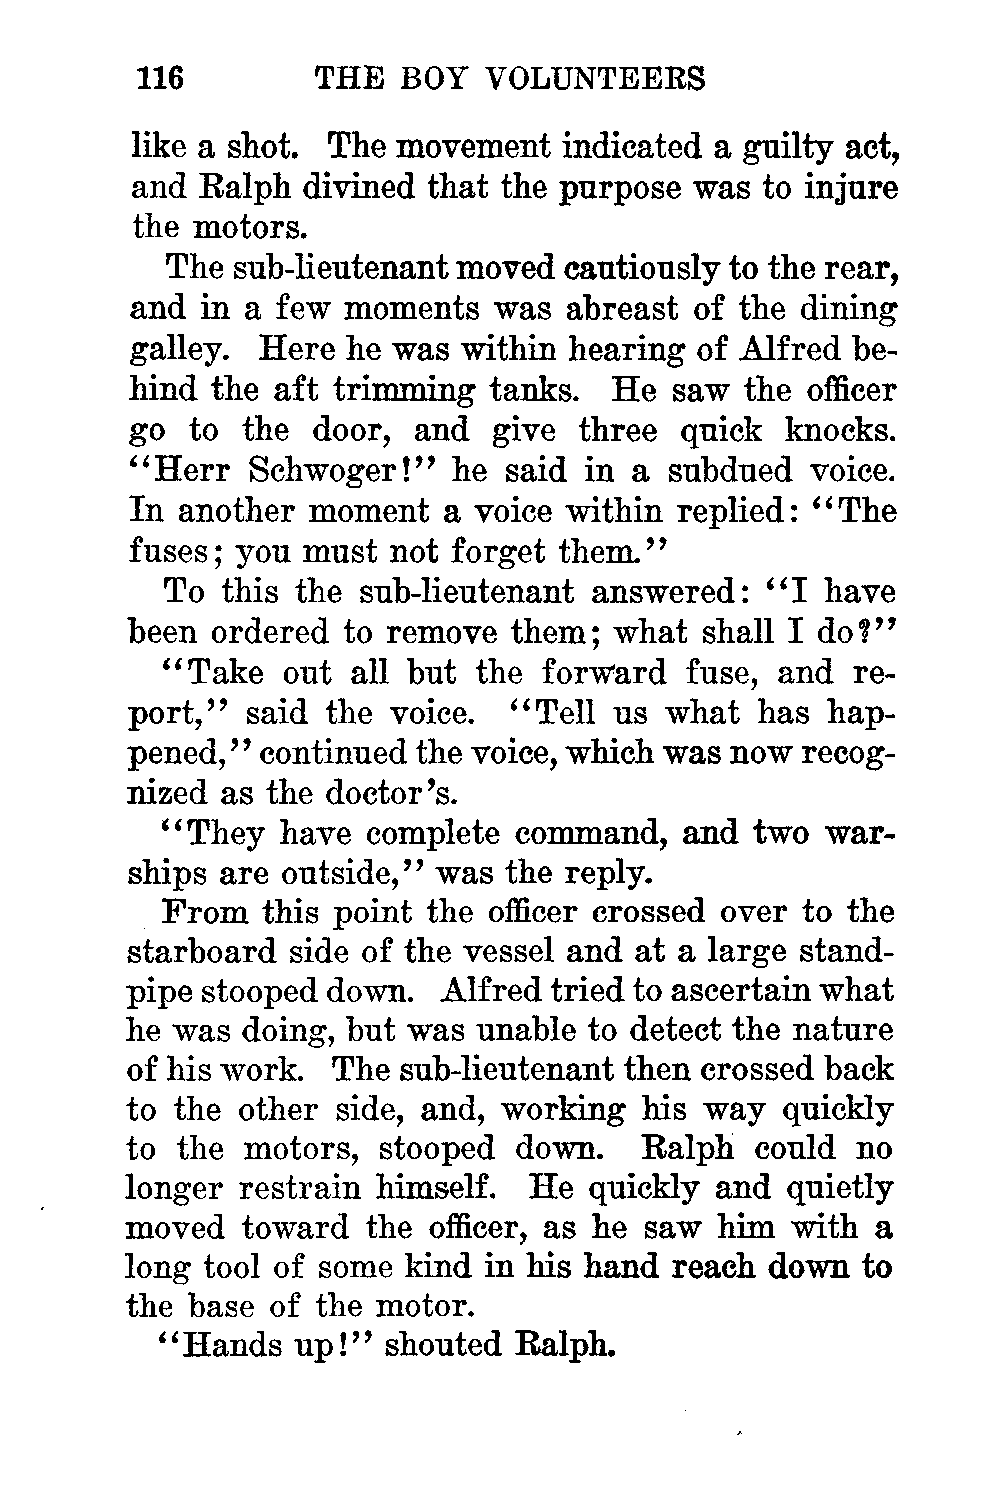 116 THE BOY VOLUNTEERS
like a shot. The movement indicated a guilty act,
and Ralph divined that the purpose was to injure
the motors.
The sub-lieutenant moved cautiously to the rear,
and in a few moments was abreast of the dining
galley. Here he was within hearing of Alfred be-
hind the aft trimming tanks. He saw the officer
go to the door, and give three quick knocks.
“Herr Schwoger!” he said in a subdued voice.
In another moment a voice within replied: “The
fuses; you must not forget them.”
To this the sub-lieutenant answered: “I have
been ordered to remove them; what shall I do?”
“Take out all but the forward fuse, and re-
port,” said the voice. “Tell us what has hap-
pened,” continued the voice, which was now recog-
nized as the doctor’s.
“They have complete command, and two war-
ships are outside,” was the reply.
From this point the officer crossed over to the
starboard side of the vessel and at a large stand-
pipe stooped down. Alfred tried to ascertain what
he was doing, but was unable to detect the nature
of his work. The sub-lieutenant then crossed back
to the other side, and, working his way quickly
to the motors, stooped down. Ralph could no
longer restrain himself. He quickly and quietly
moved toward the officer, as he saw him with a
long tool of some kind in his hand reach down to
the base of the motor.
“Hands up!” shouted Ralph.